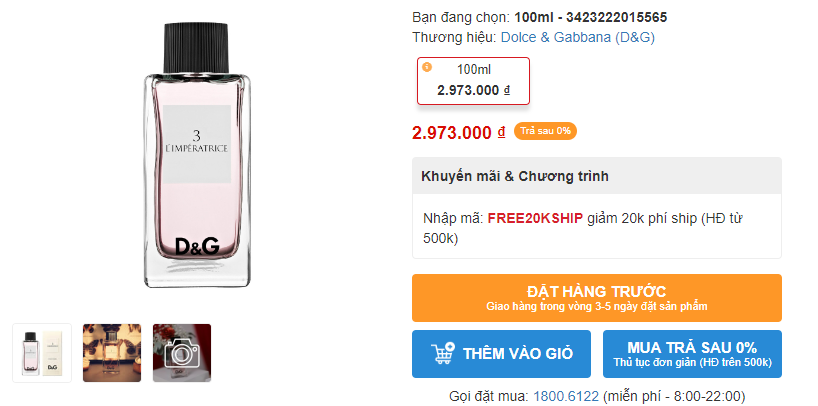 3
L'IMPÉRATRICE
D&G
Bạn đang chọn: 100ml - 3423222015565
Thương hiệu: Dolce & Gabbana (D&G)
100ml
2.973.000 ₫
2.973.000 ₫ Trả sau 0%
Khuyến mãi & Chương trình
Nhập mã: FREE20KSHIP giảm 20k phí ship (HĐ từ
500k)
ĐẶT HÀNG TRƯỚC
Giao hàng trong vòng 3-5 ngày đặt sản phẩm
THÊM VÀO GIỎ
MUA TRẢ SAU 0%
Thủ tục đơn giản (HĐ trên 500k)
Gọi đặt mua: 1800.6122 (miễn phí - 8:00-22:00)